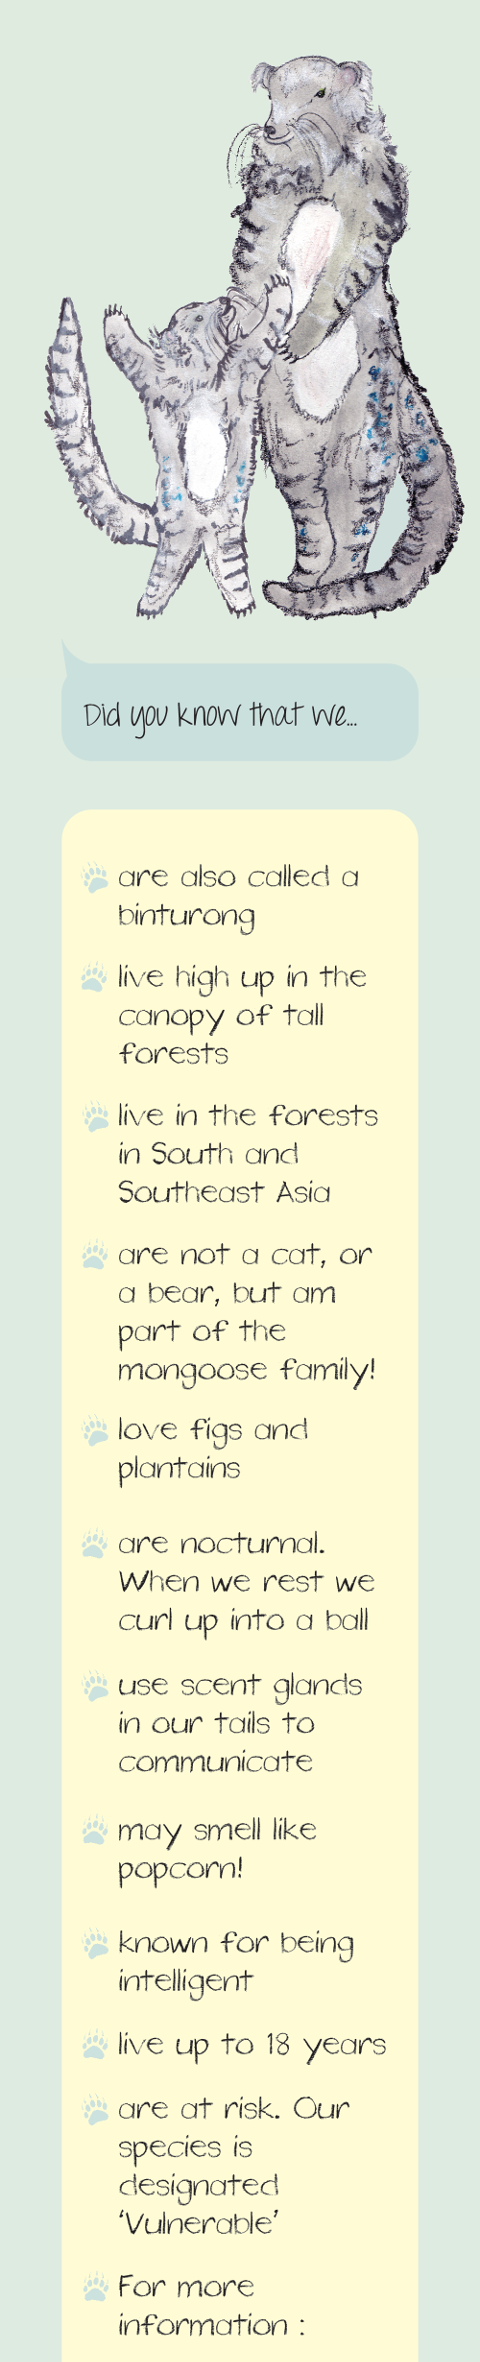 Did you know that we...
are also called a
binturong
live high up in the
canopy of tall
forests
live in the forests
in South and
Southeast Asia
are not a cat, or
a bear, but am
part of the
mongoose family!
love figs and
plantains
are nocturnal.
When we rest we
curl up into a ball
use scent glands
in our tails to
communicate
may smell like
popcorn!
known for being
intelligent
live up to 18 years
are at risk. Our
species is
designated
‘Vulnerable’
For more
information :